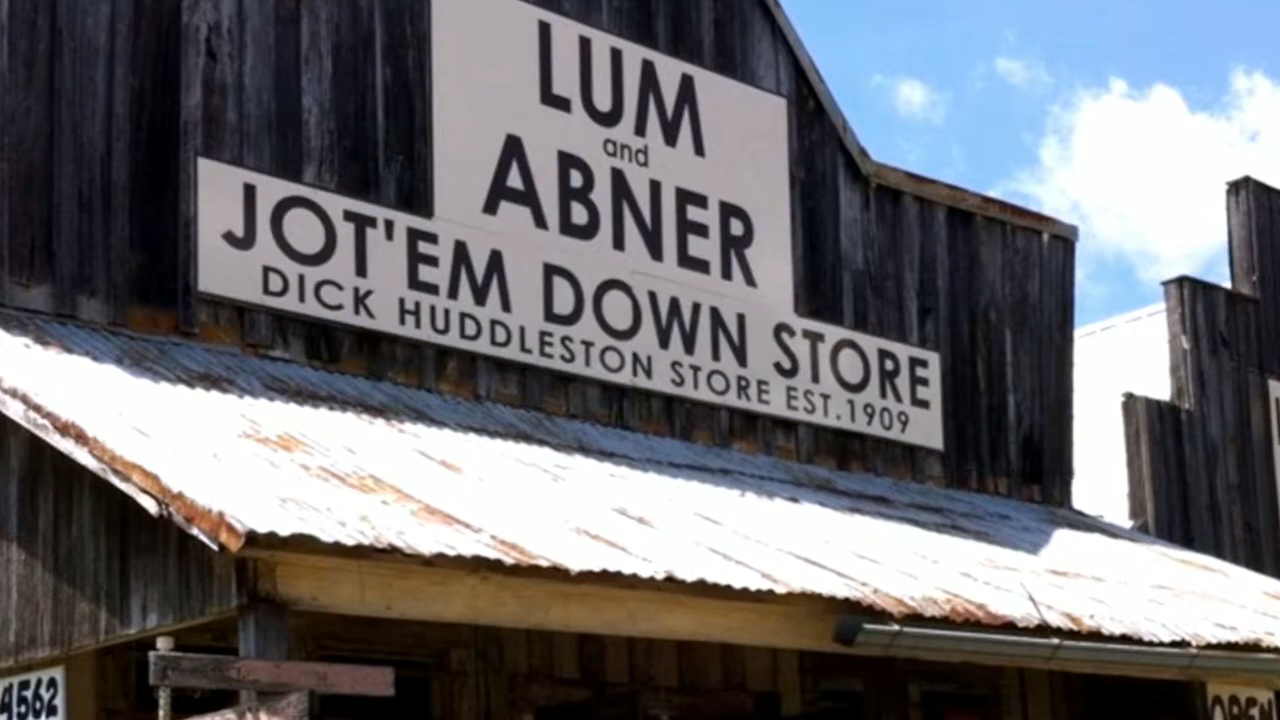 LUM
and
ABNER
JOT'EM DOWN STORE
DICK HUDDLESTON STORE EST.1909
4562
OPEN